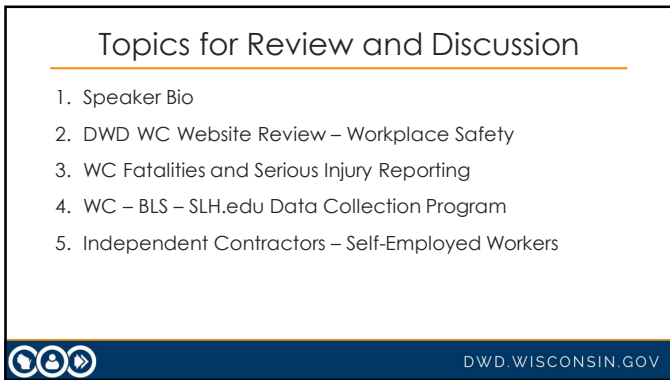 Topics for Review and Discussion
1. Speaker Bio
2. DWD WC Website Review – Workplace Safety
3. WC Fatalities and Serious Injury Reporting
4. WC – BLS – SLH.edu Data Collection Program
5. Independent Contractors – Self-Employed Workers
DWD.WISCONSIN.GOV